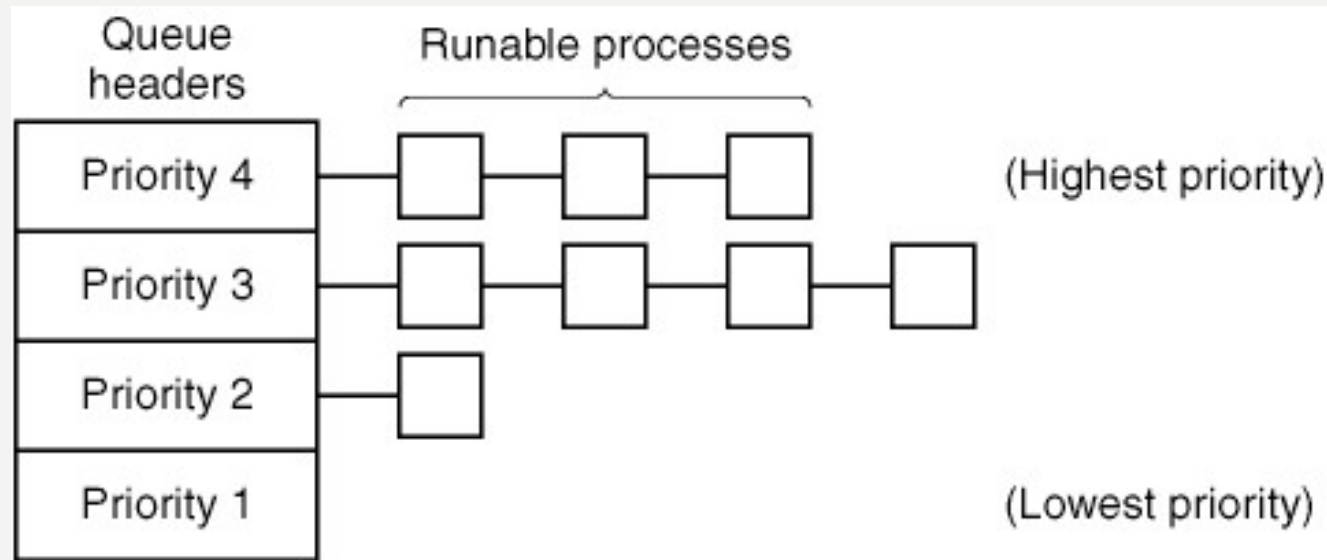 Queue
headers
Runable processes
Priority 4
(Highest priority)
Priority 3
Priority 2
Priority 1
(Lowest priority)